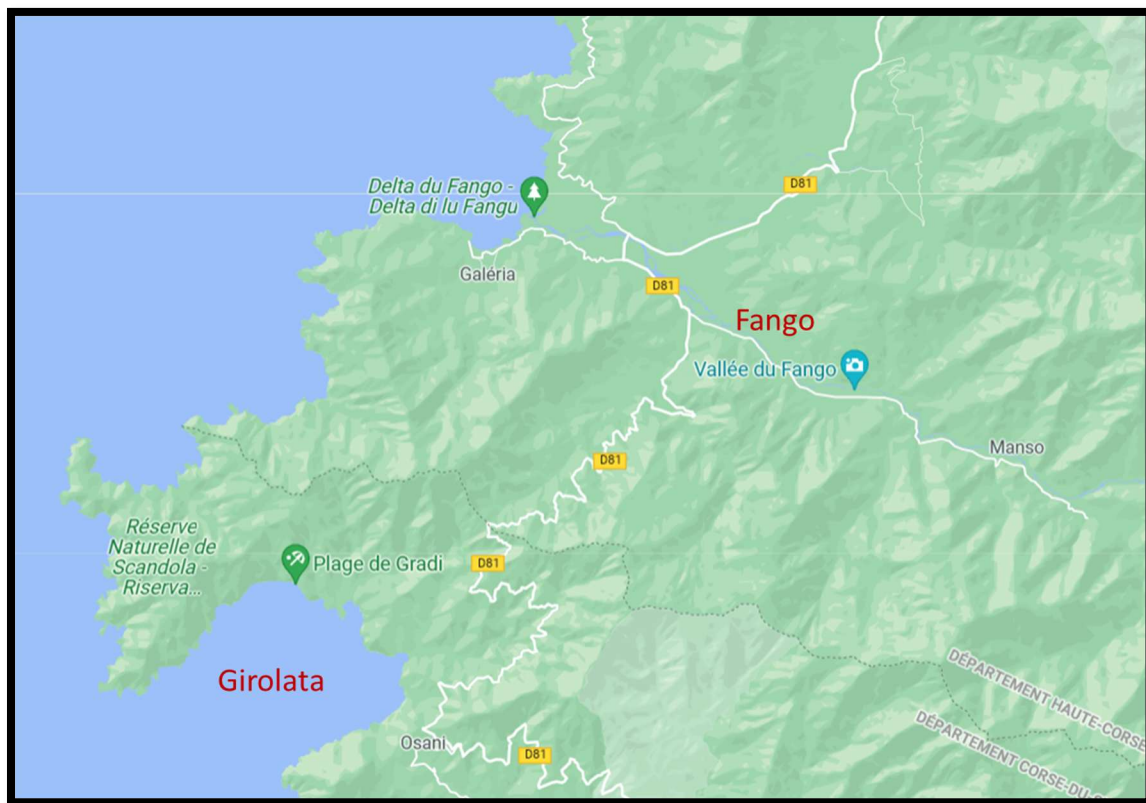 D81
Delta du Fango -
Delta di lu Fangu
Galéria
D81
Fango
Vallée du Fango
Manso
D81
Réserve
Naturelle de
Scandola -
Riserva...
Plage de Gradi
D81
Girolata
DÉPARTEMENT HAUTE-CORSE
DÉPARTEMENT CORSE-DU-
Osani
D81